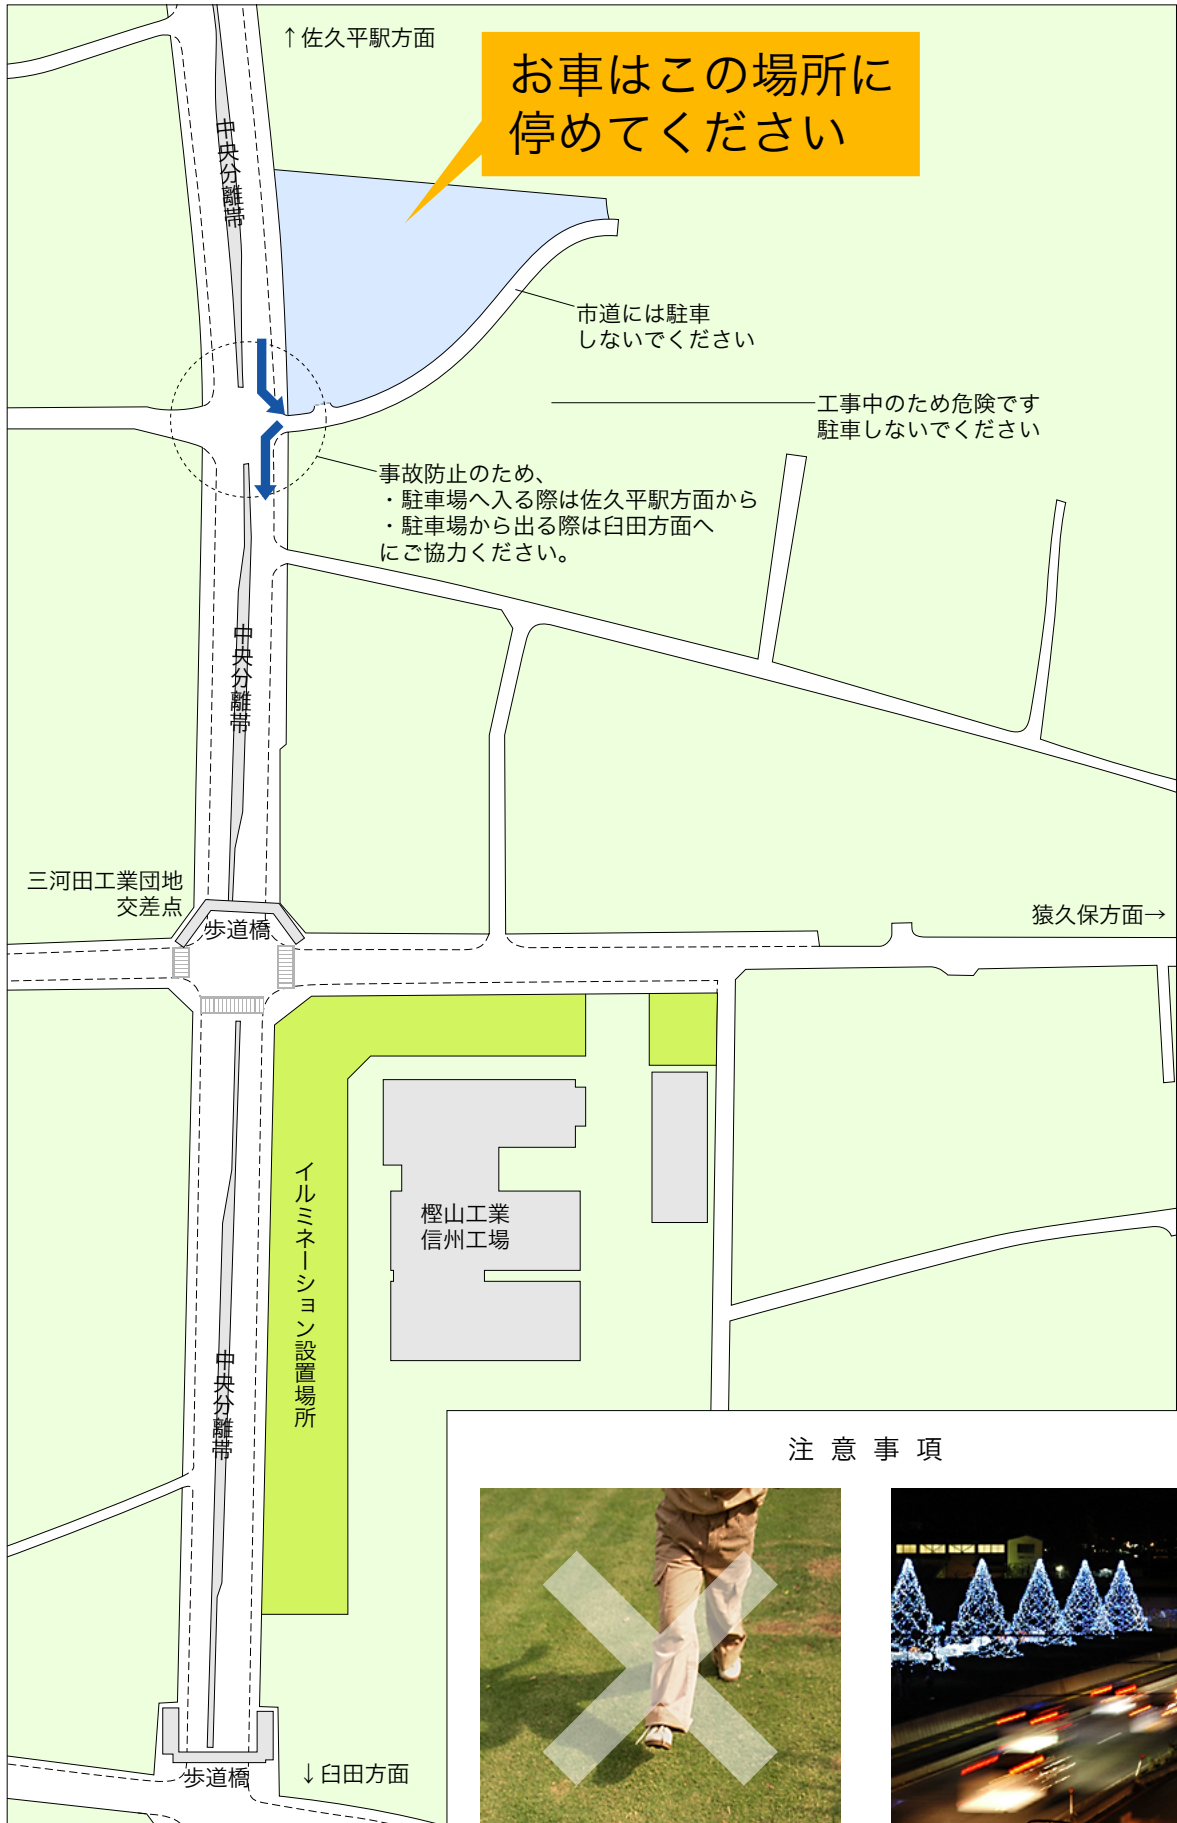 ↑佐久平駅方面
お車はこの場所に
停めてください
中央分離帯
市道には駐車
しないでください
工事中のため危険です
駐車しないでください
事故防止のため、
・駐車場へ入る際は佐久平駅方面から
・駐車場から出る際は臼田方面へ
にご協力ください。
中央分離帯
三河田工業団地
交差点
歩道橋
猿久保方面→
イルミネーション設置場所
樫山工業
信州工場
中央分離帯
注意事項
歩道橋
↓臼田方面